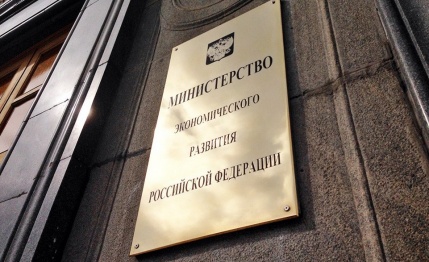 МИНИСТЕРСТВО
ЭКОНОМИЧЕСКОГО
РАЗВИТИЯ
РОССИЙСКОЙ ФЕДЕРАЦИИ